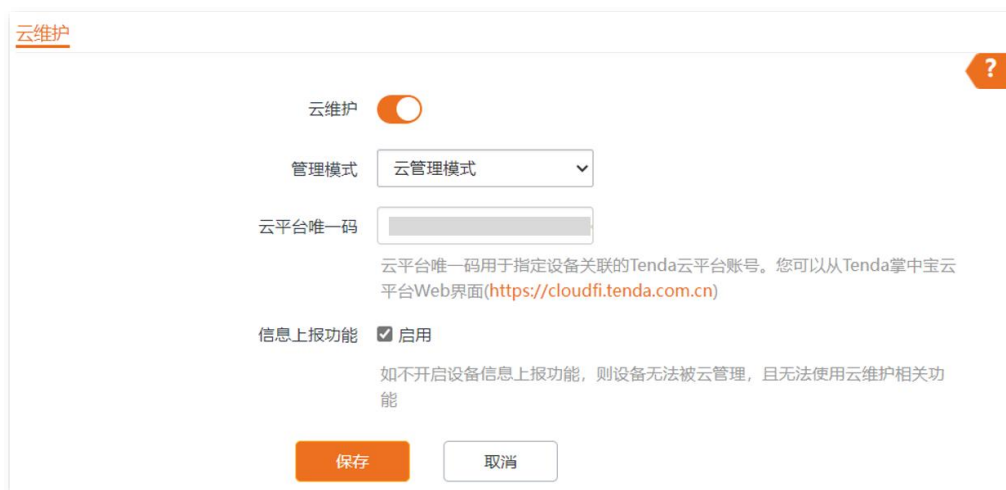 云维护
?
云维护
管理模式 云管理模式
云平台唯一码
云平台唯一码用于指定设备关联的Tenda云平台账号。您可以从Tenda掌中宝云
平台Web界面(https://cloudfi.tenda.com.cn)
信息上报功能 启用
如不开启设备信息上报功能，则设备无法被云管理，且无法使用云维护相关功
能
保存 取消